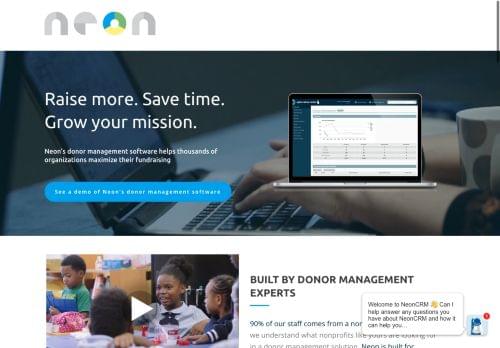 neon
Raise more. Save time.
Grow your mission.
Neon's donor management software helps thousands of
organizations maximize their fundraising
See a demo of Neon's donor management software
BUILT BY DONOR MANAGEMENT
EXPERTS
90% of our staff comes from a non
we understand what nonprofits like yours are looking for
in a donor management solution. Neon is built for
Welcome to NeonCRM 👋 Can I
help answer any questions you
have about NeonCRM and how it
can help you...
1